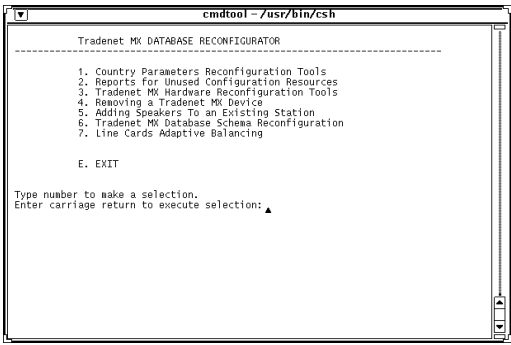 cmdtool - /usr/bin/csh
Tradenet MX DATABASE RECONFIGURATOR
--------------------------------------------------------------------
1. Country Parameters Reconfiguration Tools
2. Reports for Unused Configuration Resources
3. Tradenet MX Hardware Reconfiguration Tools
4. Removing a Tradenet MX Device
5. Adding Speakers To an Existing Station
6. Tradenet MX Database Schema Reconfiguration
7. Line Cards Adaptive Balancing
E. EXIT
Type number to make a selection.
Enter carriage return to execute selection: